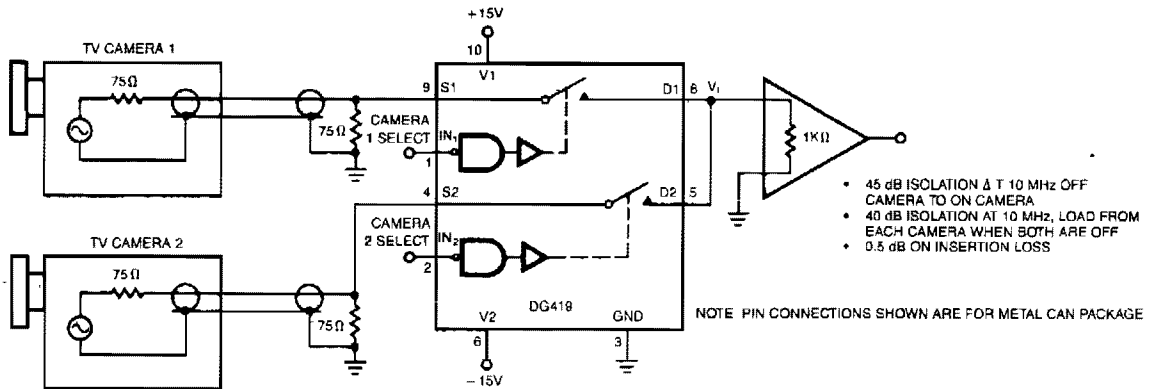 +15V
10
TV CAMERA 1
75Ω
V1
9 S1
D1 8 V₁
75Ω
CAMERA
1 SELECT
IN₁
1
1KΩ
4 S2
D2 5
CAMERA
2 SELECT
IN₂
2
TV CAMERA 2
75Ω
75Ω
DG419
V2
GND
6
3
−15V
• 45 dB ISOLATION Δ T 10 MHz OFF
CAMERA TO ON CAMERA
• 40 dB ISOLATION AT 10 MHz, LOAD FROM
EACH CAMERA WHEN BOTH ARE OFF
• 0.5 dB ON INSERTION LOSS
NOTE PIN CONNECTIONS SHOWN ARE FOR METAL CAN PACKAGE